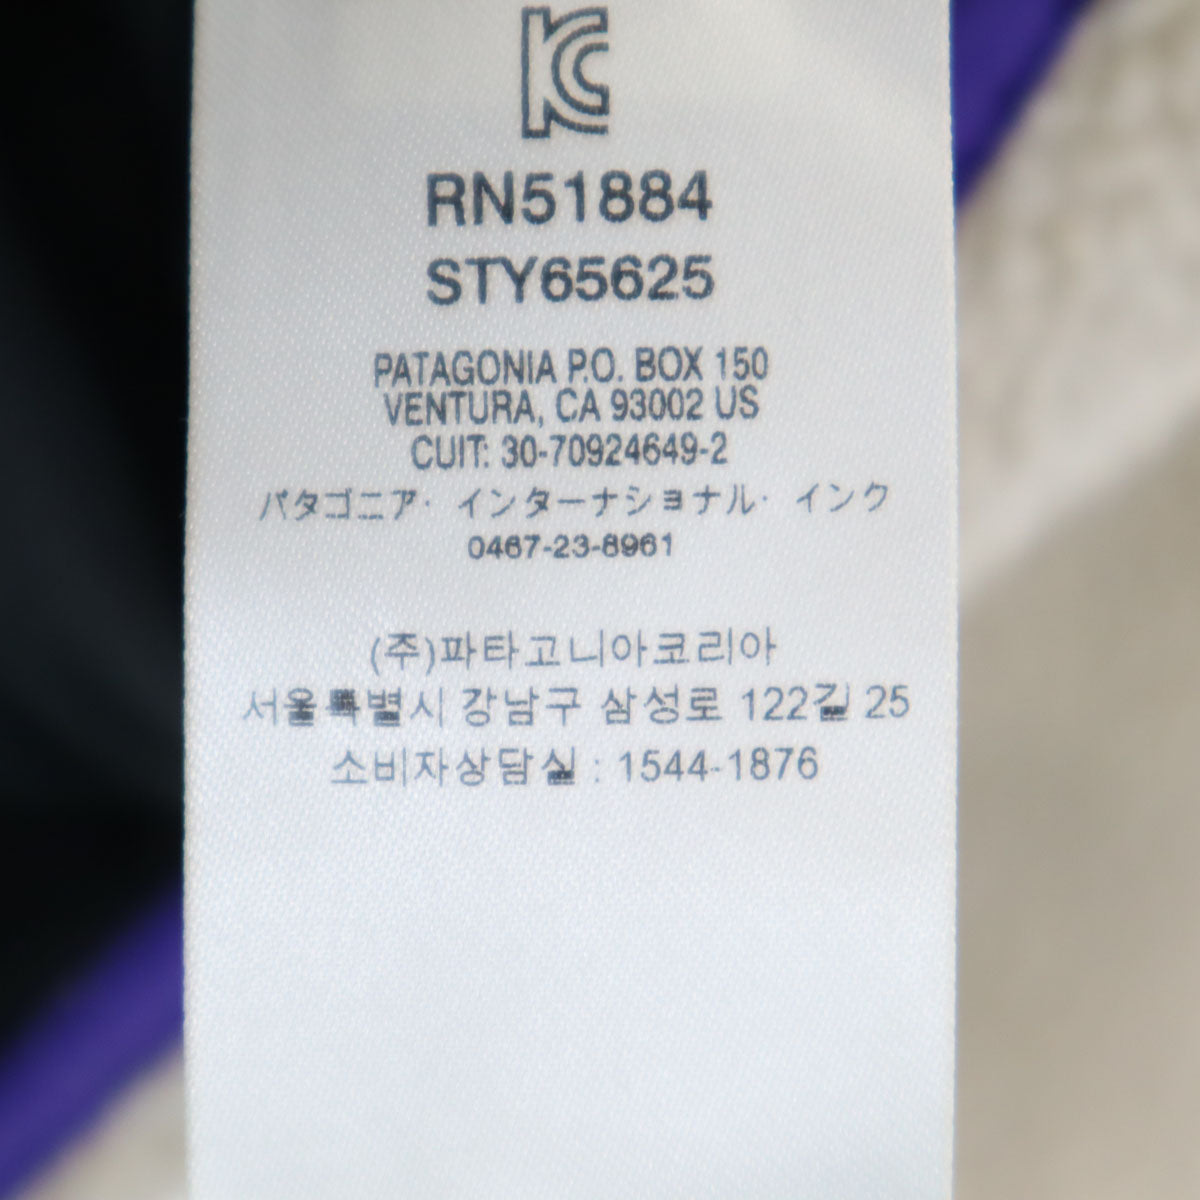 KC
RN51884
STY65625
PATAGONIA P.O. BOX 150
VENTURA, CA 93002 US
CUIT: 30-70924649-2
パタゴニア・インターナショナル・インク
0467-23-8961
(주)파타고니아코리아
서울특별시 강남구 삼성로 122길 25
소비자상담실 : 1544-1876